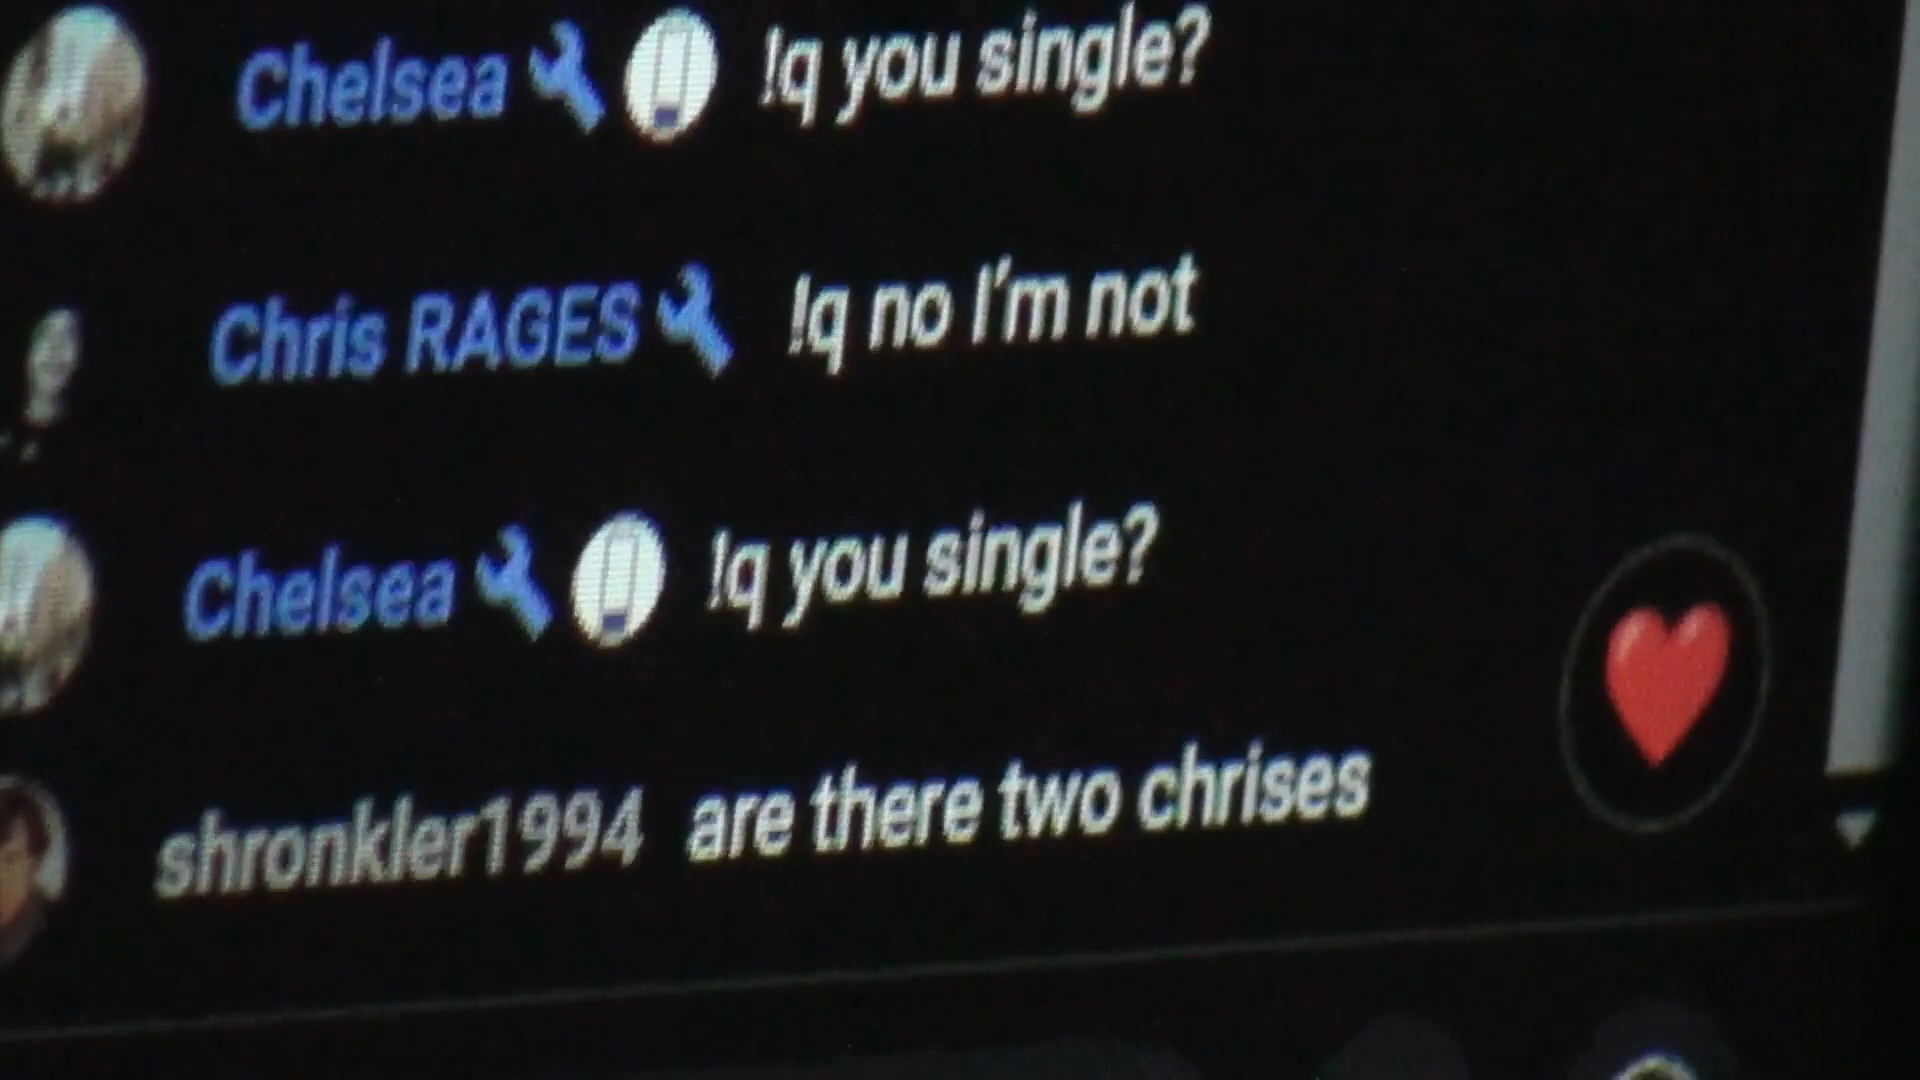 Chelsea !q you single?
Chris RAGES !q no I'm not
Chelsea !q you single?
shronkler1994 are there two chrises